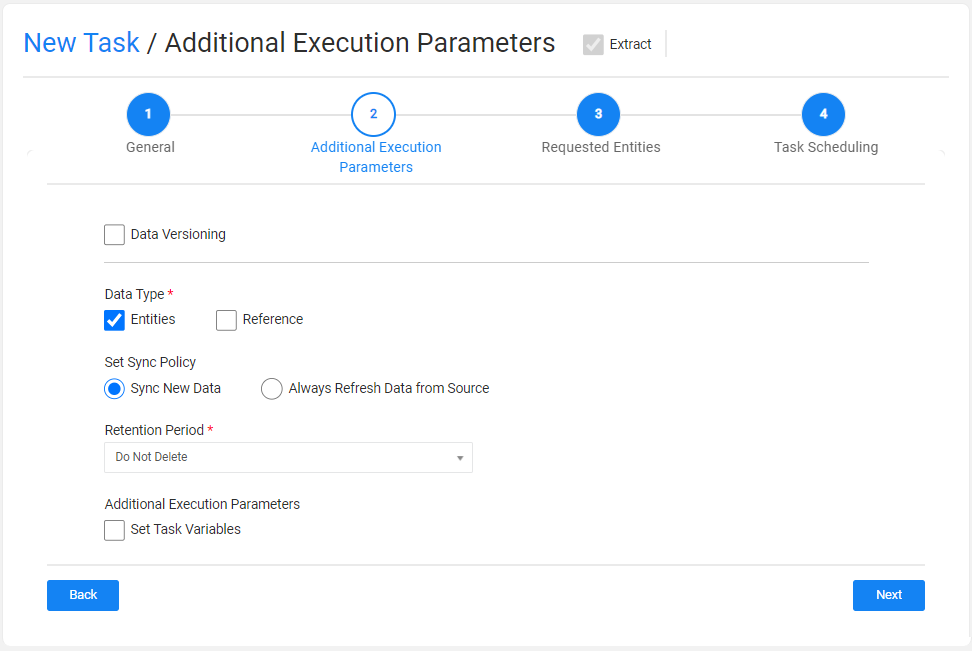 New Task / Additional Execution Parameters Extract
1 2 3 4
General Additional Execution Parameters Requested Entities Task Scheduling
Data Versioning
Data Type *
Entities Reference
Set Sync Policy
Sync New Data Always Refresh Data from Source
Retention Period *
Do Not Delete
Additional Execution Parameters
Set Task Variables
Back Next